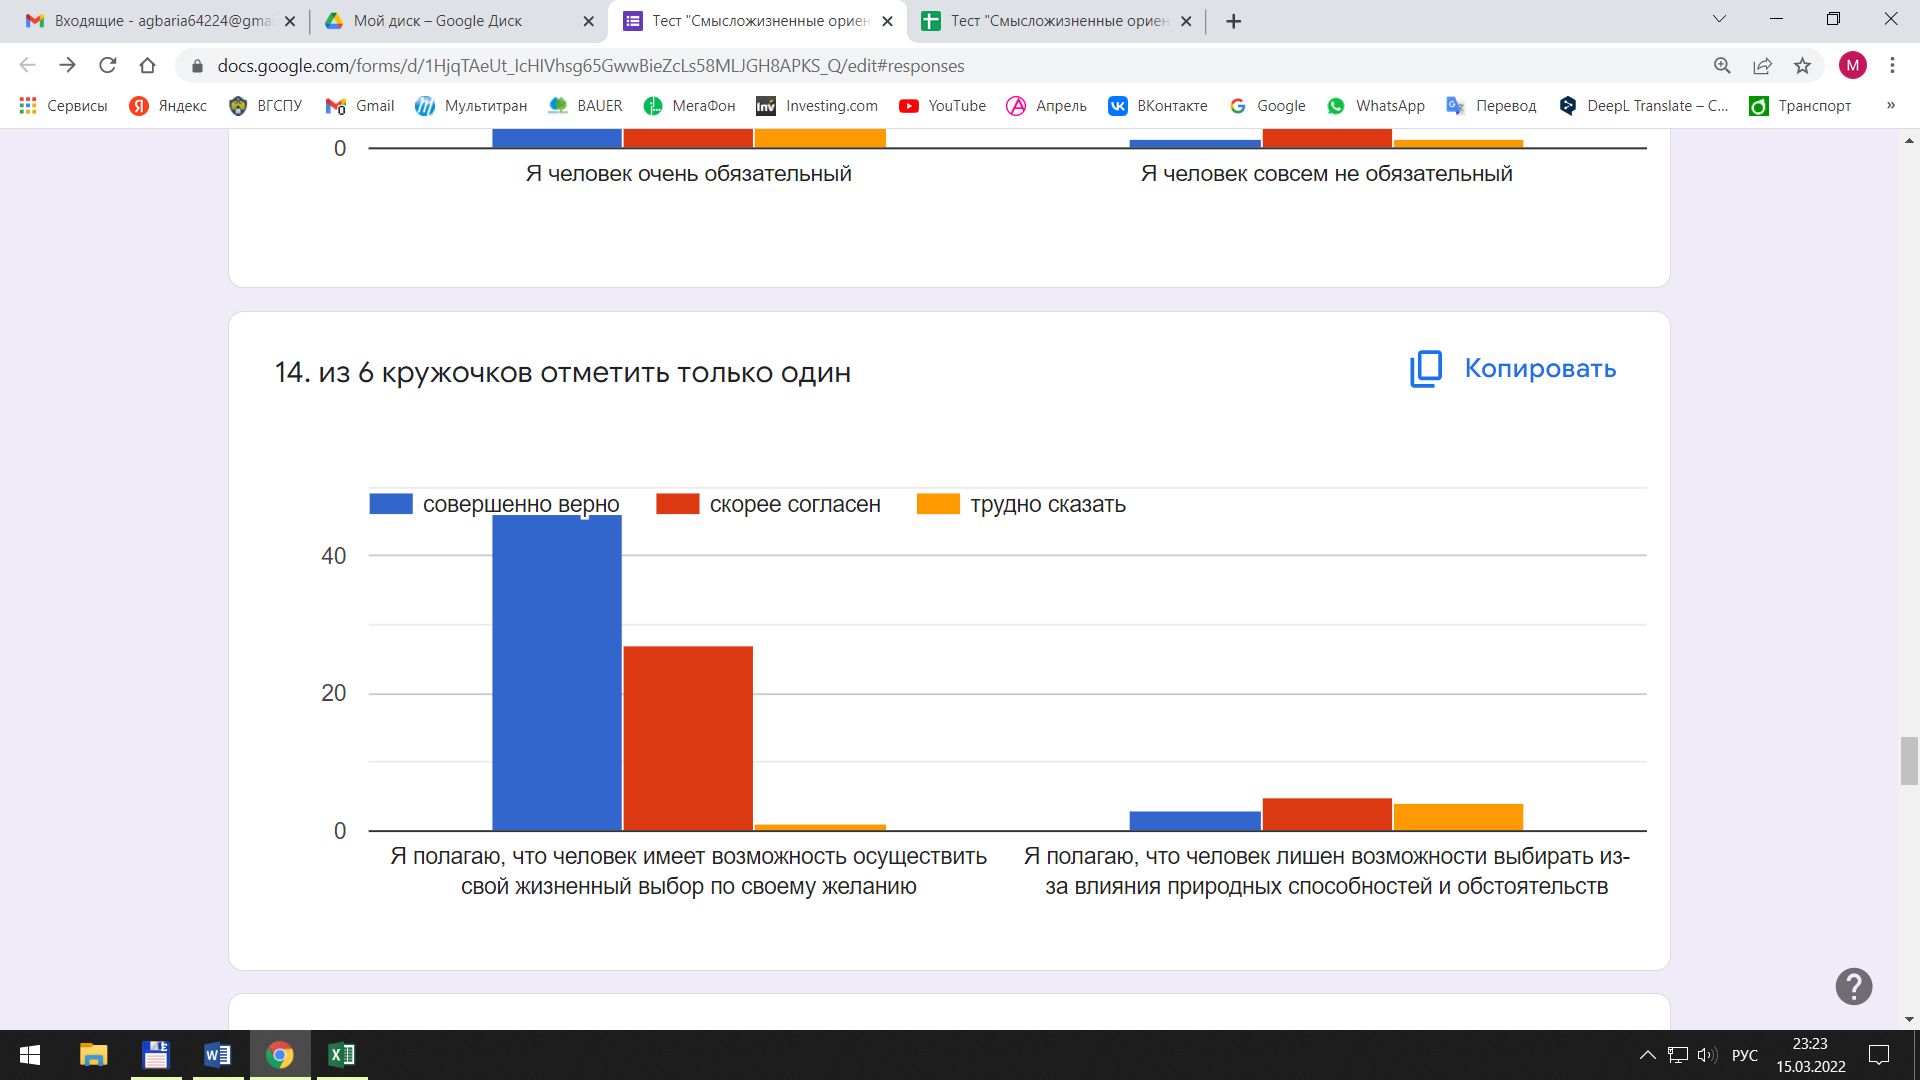 Входящие - agbaria64224@gma
Мой диск – Google Диск
Тест "Смысложизненные ориен
Тест "Смысложизненные ориен
docs.google.com/forms/d/1HjqTAeUt_IcHIVhsg65GwwBieZcLs58MLJGH8APKS_Q/edit#responses
M
Сервисы
Яндекс
ВГСПУ
Gmail
Мультитран
BAUER
МегаФон
Investing.com
YouTube
Апрель
ВКонтакте
Google
WhatsApp
Перевод
DeepL Translate – С...
Транспорт
»
0
Я человек очень обязательный
Я человек совсем не обязательный
14. из 6 кружочков отметить только один
Копировать
совершенно верно
скорее согласен
трудно сказать
40
20
0
Я полагаю, что человек имеет возможность осуществить
свой жизненный выбор по своему желанию
Я полагаю, что человек лишен возможности выбирать из-
за влияния природных способностей и обстоятельств
РУС
23:23
15.03.2022